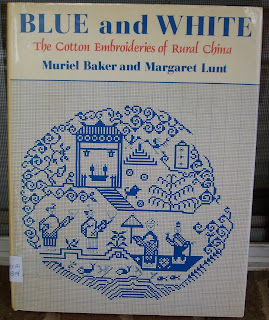 BLUE and WHITE
The Cotton Embroideries of Rural China
Muriel Baker and Margaret Lunt